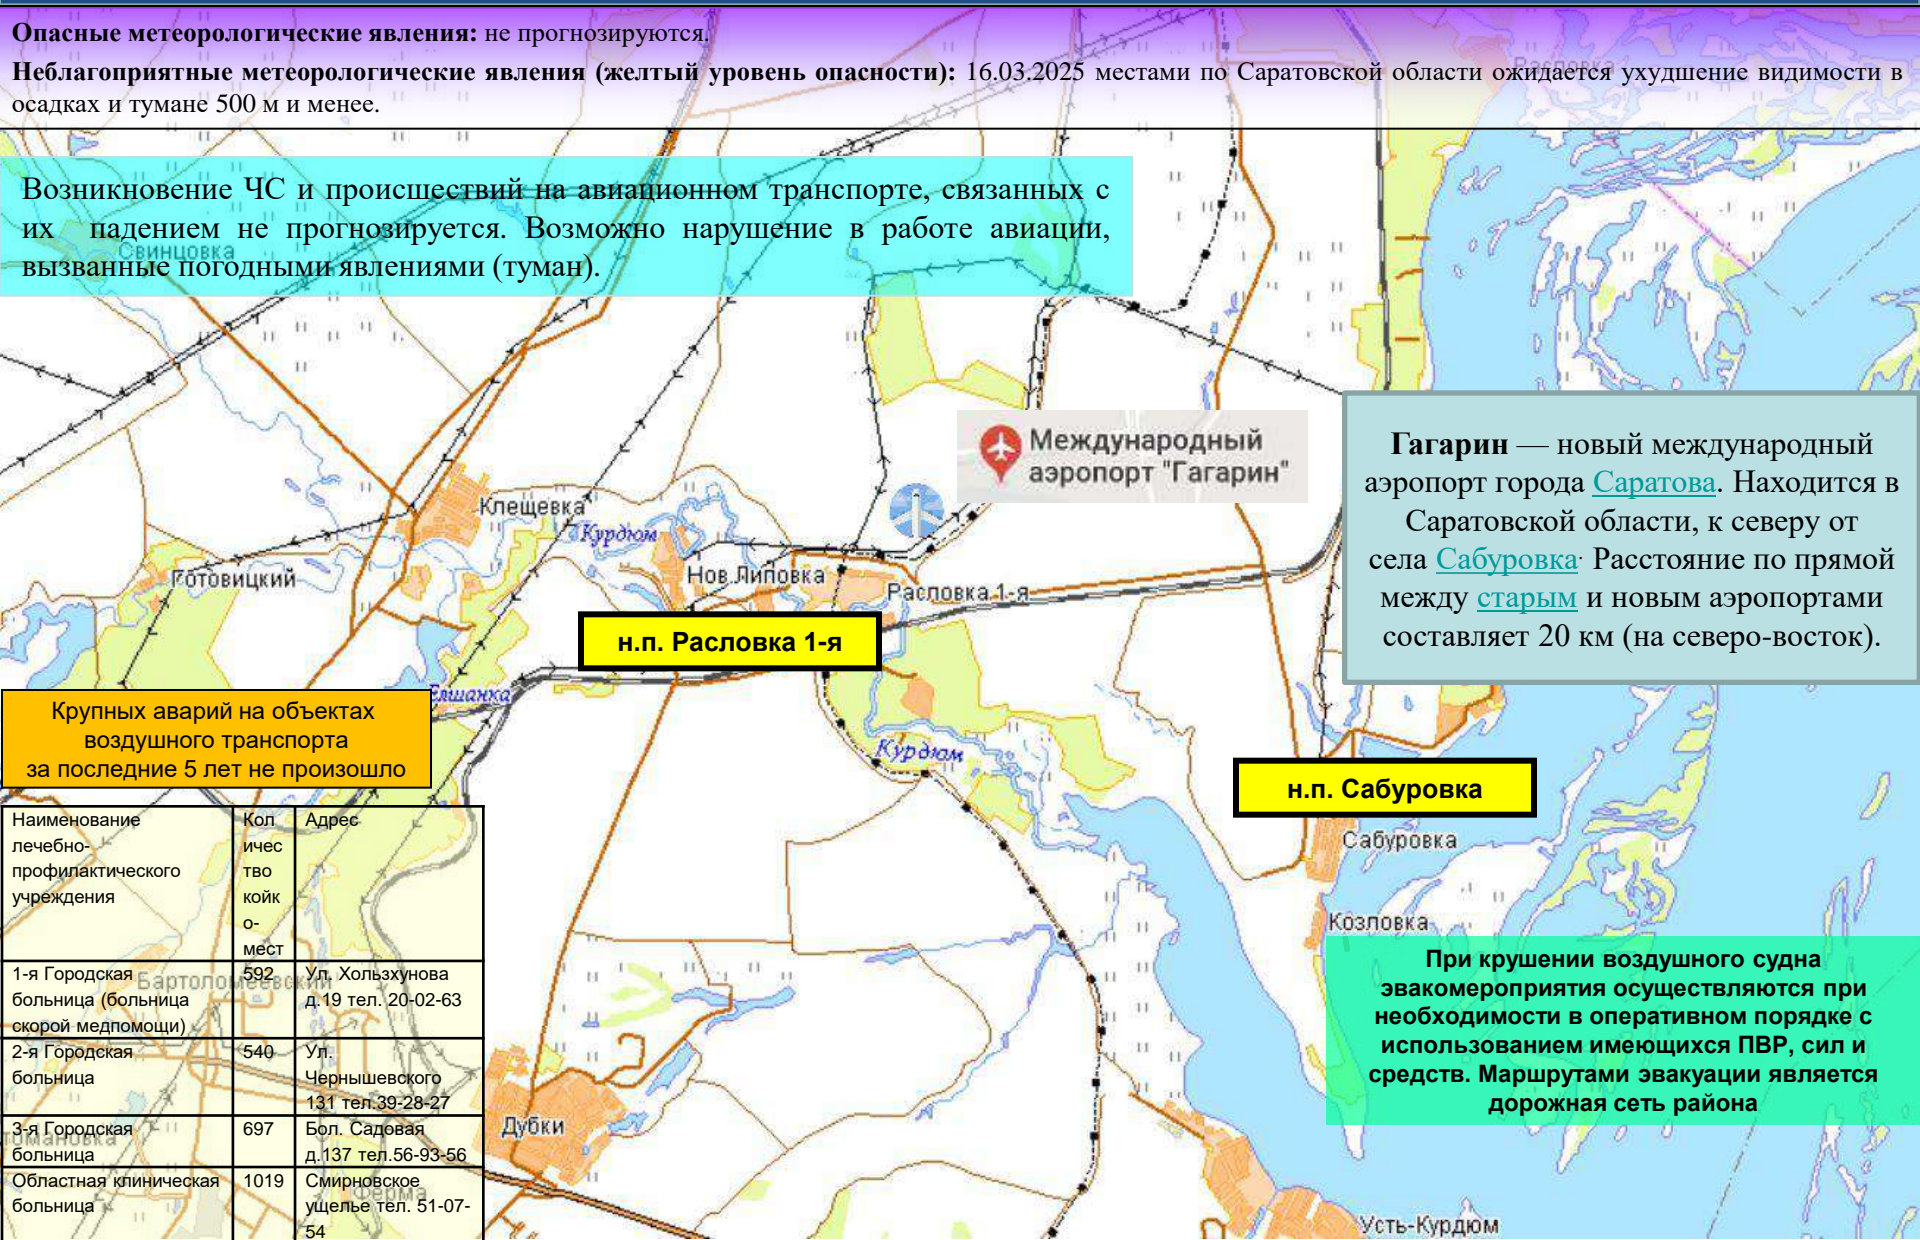 Опасные метеорологические явления: не прогнозируются.
Неблагоприятные метеорологические явления (желтый уровень опасности): 16.03.2025 местами по Саратовской области ожидается ухудшение видимости в
осадках и тумане 500 м и менее.
Возникновение ЧС и происшествий на авиационном транспорте, связанных с
их падением не прогнозируется. Возможно нарушение в работе авиации,
вызванные погодными явлениями (туман).
Свинцовка
Международный
аэропорт "Гагарин"
Гагарин — новый международный
аэропорт города Саратова. Находится в
Саратовской области, к северу от
села Сабуровка. Расстояние по прямой
между старым и новым аэропортами
составляет 20 км (на северо-восток).
Клещевка
Курдюм
Готовицкий
Нов.Липовка
Расловка 1-я
н.п. Расловка 1-я
Елшанка
Крупных аварий на объектах
воздушного транспорта
за последние 5 лет не произошло
Курдюм
н.п. Сабуровка
Сабуровка
Козловка
Наименование
лечебно-
профилактического
учреждения
Кол
ичес
тво
койк
о-
мест
Адрес
1-я Городская
больница (больница
скорой медпомощи)
592
Ул. Хользхунова
д.19 тел. 20-02-63
Бартоломеевский
2-я Городская
больница
540
Ул.
Чернышевского
131 тел.39-28-27
3-я Городская
больница
697
Бол. Садовая
д.137 тел.56-93-56
Областная клиническая
больница
1019
Смирновское
ущелье тел. 51-07-
54
Ферма
Дубки
При крушении воздушного судна
эвакомероприятия осуществляются при
необходимости в оперативном порядке с
использованием имеющихся ПВР, сил и
средств. Маршрутами эвакуации является
дорожная сеть района
Усть-Курдюм